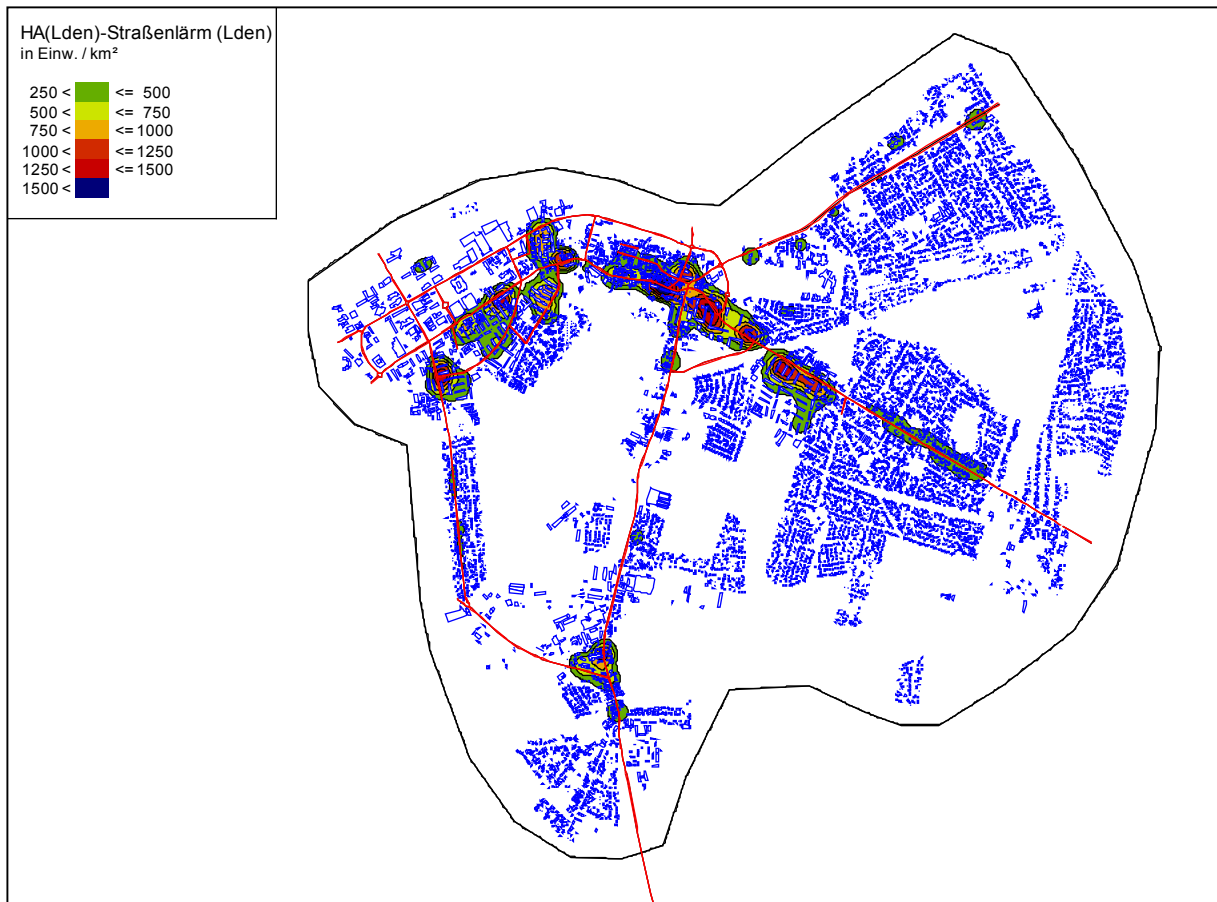 HA(Lden)-Straßenlärm (Lden)
in Einw. / km²
250 < <= 500
500 < <= 750
750 < <= 1000
1000 < <= 1250
1250 < <= 1500
1500 <